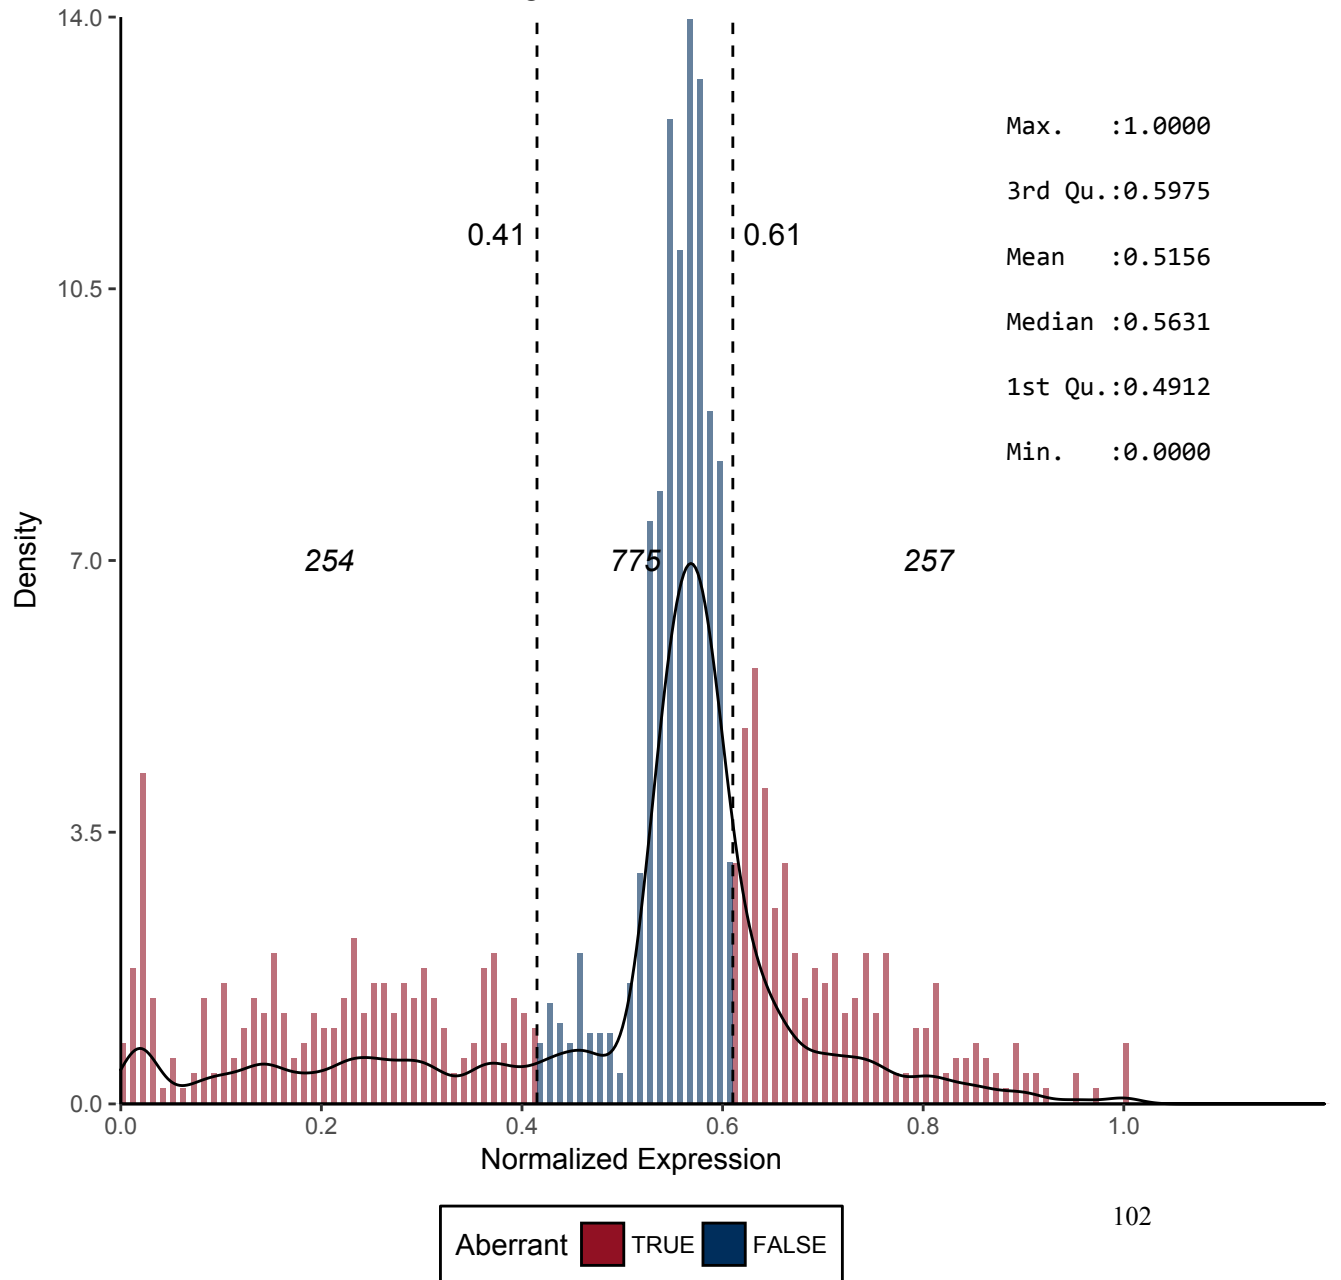 14.0
Max. :1.0000
3rd Qu.:0.5975
0.41
0.61
Mean :0.5156
10.5
Median :0.5631
1st Qu.:0.4912
Min. :0.0000
Density
7.0
254
775
257
3.5
0.0
0.0 0.2 0.4 0.6 0.8 1.0
Normalized Expression
102
Aberrant TRUE FALSE